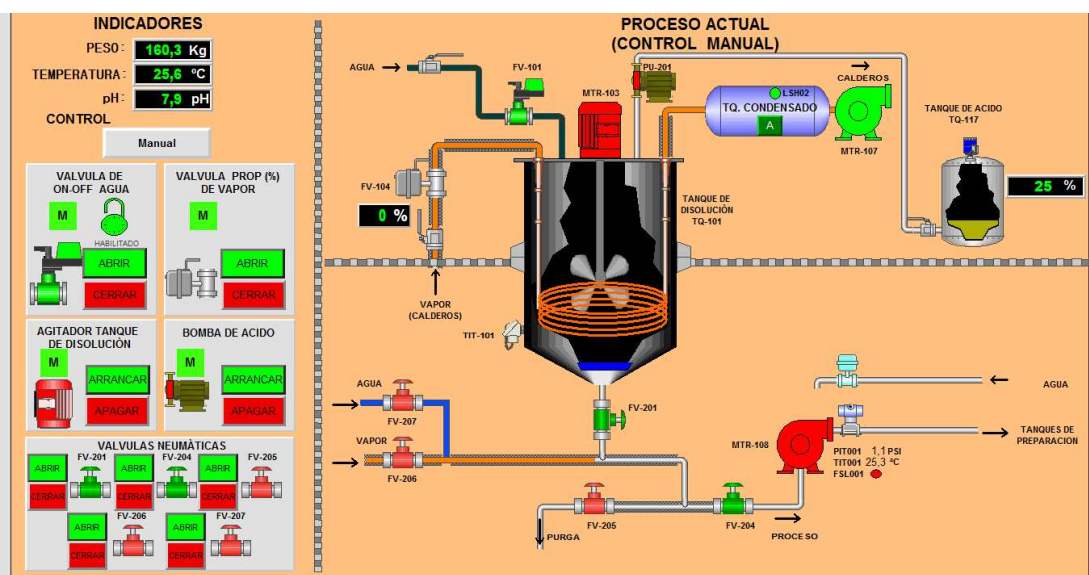 INDICADORES
PESO: 160,3 Kg
TEMPERATURA: 25,6 ºC
pH: 7,9 pH
CONTROL
Manual
VALVULA DE
ON-OFF AGUA
M
HABILITADO
ABRIR
CERRAR
VALVULA PROP (%)
DE VAPOR
M
ABRIR
CERRAR
AGITADOR TANQUE
DE DISOLUCIÒN
M
ARRANCAR
APAGAR
BOMBA DE ACIDO
M
ARRANCAR
APAGAR
VALVULAS NEUMÀTICAS
FV-201
ABRIR
CERRAR
FV-204
ABRIR
CERRAR
FV-205
ABRIR
CERRAR
FV-206
ABRIR
CERRAR
FV-207
ABRIR
CERRAR
PROCESO ACTUAL
(CONTROL MANUAL)
AGUA
FV-101
MTR-103
PU-201
CALDEROS
LSH02
TQ. CONDENSADO
A
MTR-107
TANQUE DE ACIDO
TQ-117
25 %
FV-104
0 %
TANQUE DE
DISOLUCIÒN
TQ-101
VAPOR
(CALDEROS)
TIT-101
AGUA
FV-207
FV-201
VAPOR
FV-206
AGUA
TANQUES DE
PREPARACION
MTR-108
PIT001 1,1 PSI
TIT001 25,3 ºC
FSL001
FV-205
FV-204
PURGA
PROCESO